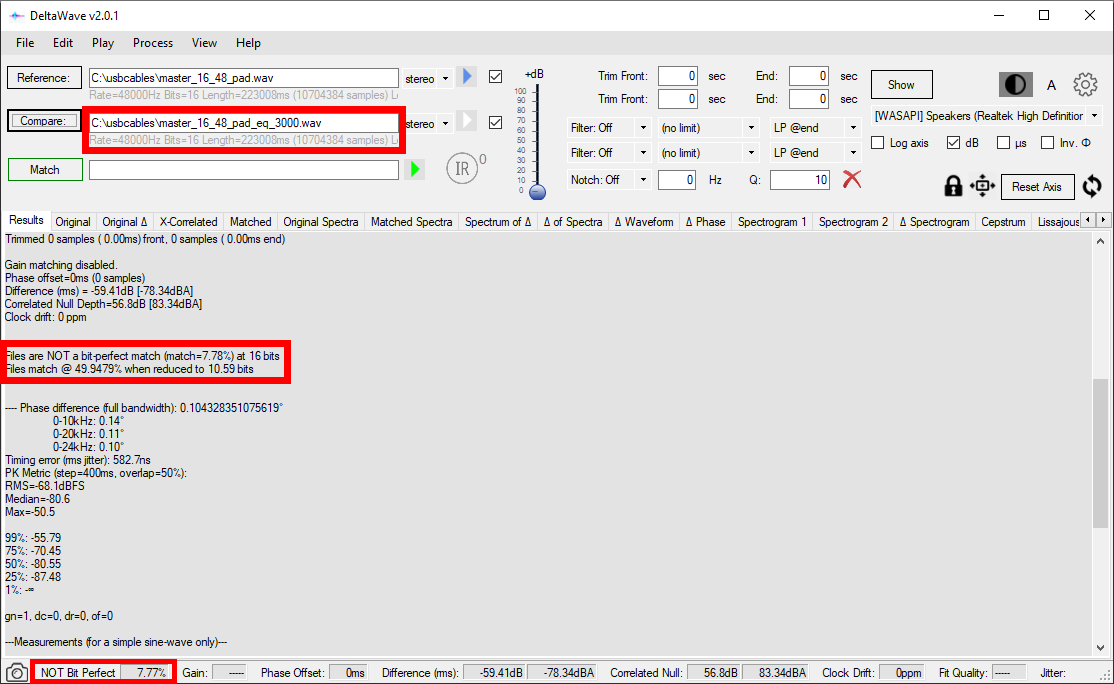 DeltaWave v2.0.1
File Edit Play Process View Help
Reference: C:\usbcables\master_16_48_pad.wav stereo
Rate=48000Hz Bits=16 Length=223008ms (10704384 samples) L
Compare: C:\usbcables\master_16_48_pad_eq_3000.wav stereo
Rate=48000Hz Bits=16 Length=223008ms (10704384 samples) L
Match
IR 0
+dB
100
90
80
70
60
50
40
30
20
10
0
Trim Front: 0 sec End: 0 sec
Trim Front: 0 sec End: 0 sec
Filter: Off (no limit) LP @end
Filter: Off (no limit) LP @end
Notch: Off 0 Hz Q: 10
Show A
[WASAPI] Speakers (Realtek High Definitior
Log axis dB µs Inv. Φ
Reset Axis
Results Original Original Δ X-Correlated Matched Original Spectra Matched Spectra Spectrum of Δ Δ of Spectra Δ Waveform Δ Phase Spectrogram 1 Spectrogram 2 Δ Spectrogram Cepstrum Lissajous
Trimmed 0 samples ( 0.00ms) front, 0 samples ( 0.00ms end)
Gain matching disabled.
Phase offset=0ms (0 samples)
Difference (rms) = -59.41dB [-78.34dBA]
Correlated Null Depth=56.8dB [83.34dBA]
Clock drift: 0 ppm
Files are NOT a bit-perfect match (match=7.78%) at 16 bits
Files match @ 49.9479% when reduced to 10.59 bits
---- Phase difference (full bandwidth): 0.104328351075619°
0-10kHz: 0.14°
0-20kHz: 0.11°
0-24kHz: 0.10°
Timing error (rms jitter): 582.7ns
PK Metric (step=400ms, overlap=50%):
RMS=-68.1dBFS
Median=-80.6
Max=-50.5
99%: -55.79
75%: -70.45
50%: -80.55
25%: -87.48
1%: -∞
gn=1, dc=0, dr=0, of=0
---Measurements (for a simple sine-wave only)---
NOT Bit Perfect 7.77% Gain: ----- Phase Offset: 0ms Difference (rms): -59.41dB -78.34dBA Correlated Null: 56.8dB 83.34dBA Clock Drift: 0ppm Fit Quality: ----- Jitter: